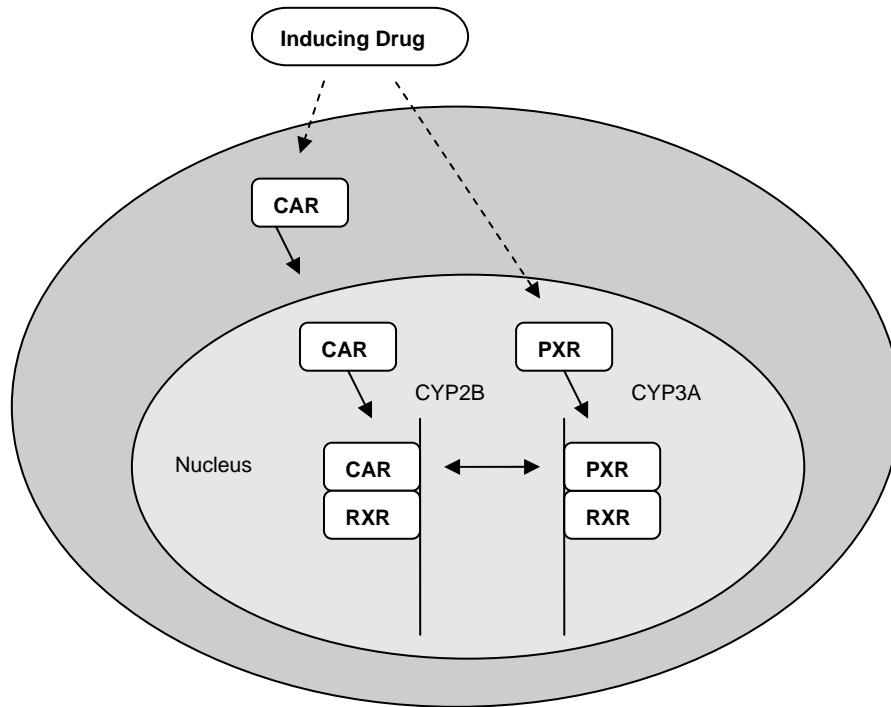 Inducing Drug
CAR
CAR
PXR
CYP2B
CYP3A
Nucleus
CAR
PXR
RXR
RXR